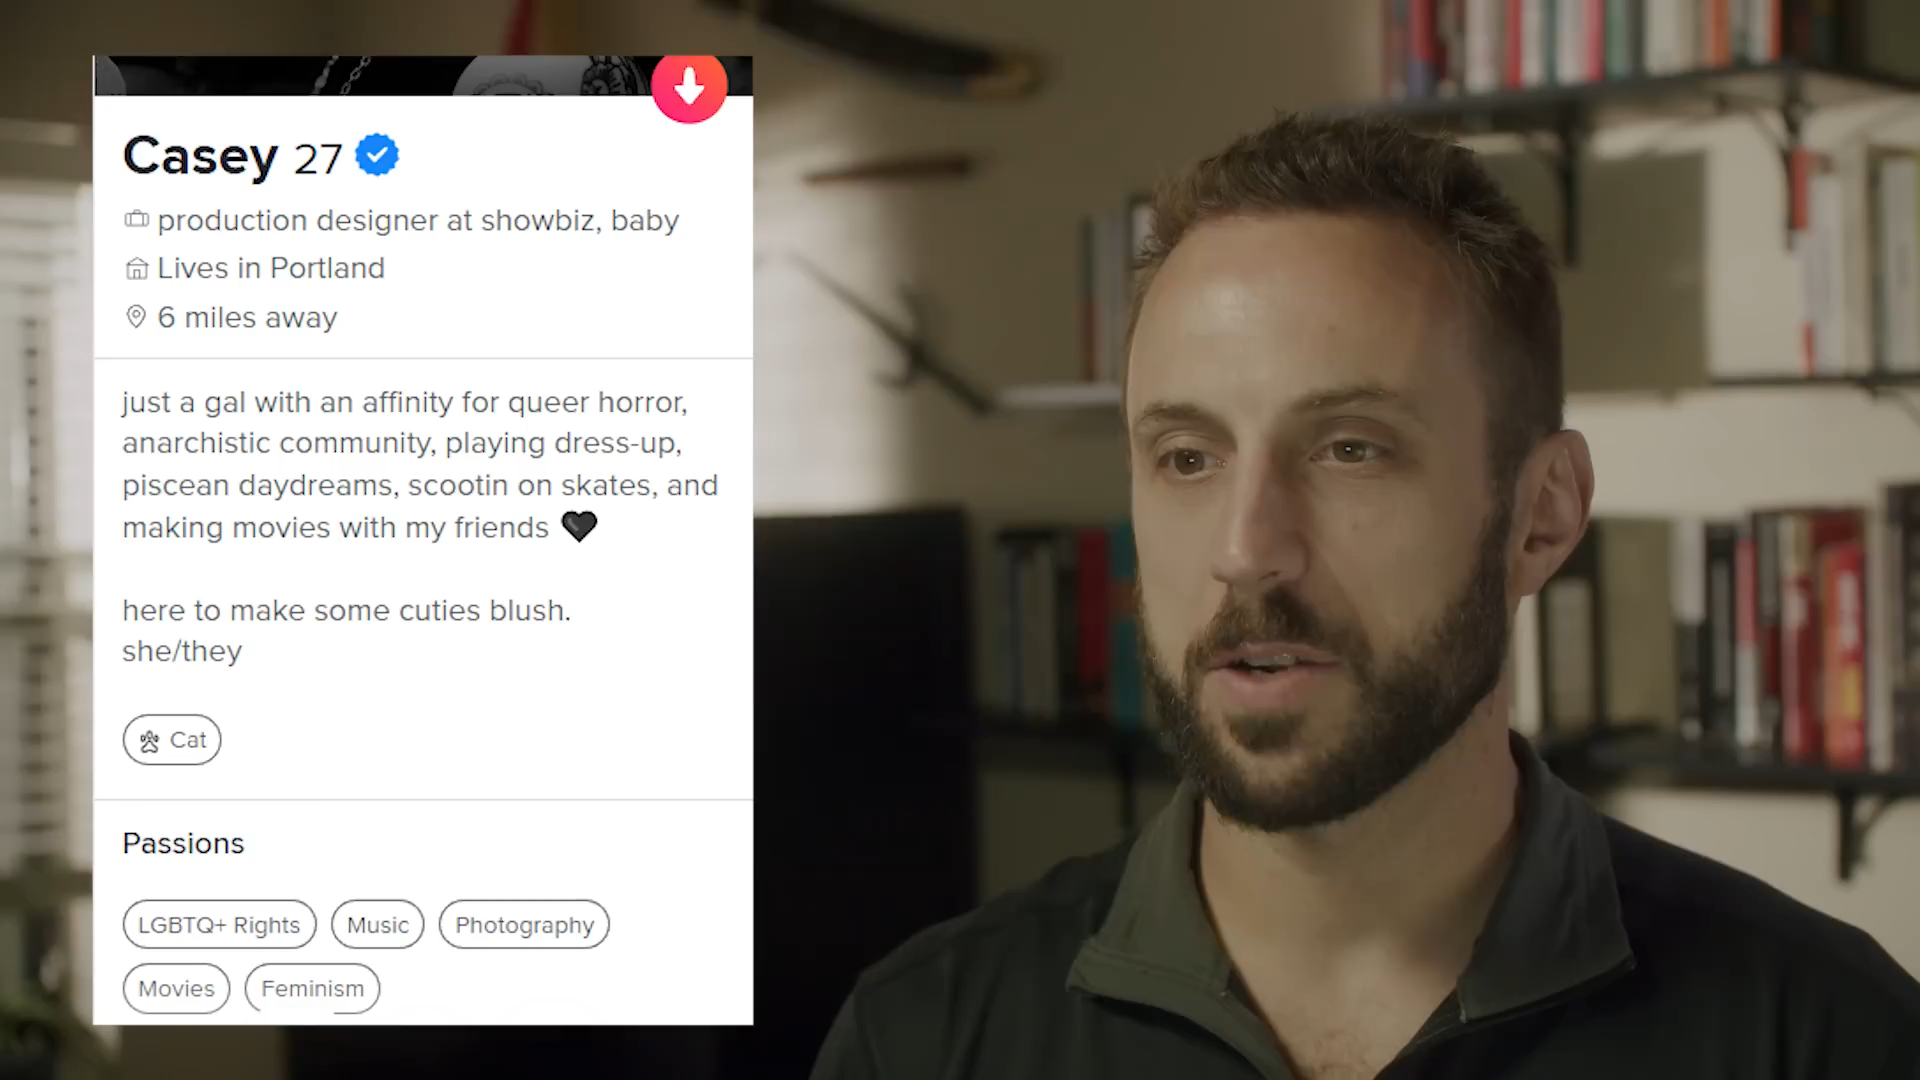 Casey 27
production designer at showbiz, baby
Lives in Portland
6 miles away
just a gal with an affinity for queer horror,
anarchistic community, playing dress-up,
piscean daydreams, scootin on skates, and
making movies with my friends 🖤
here to make some cuties blush.
she/they
Cat
Passions
LGBTQ+ Rights Music Photography
Movies Feminism